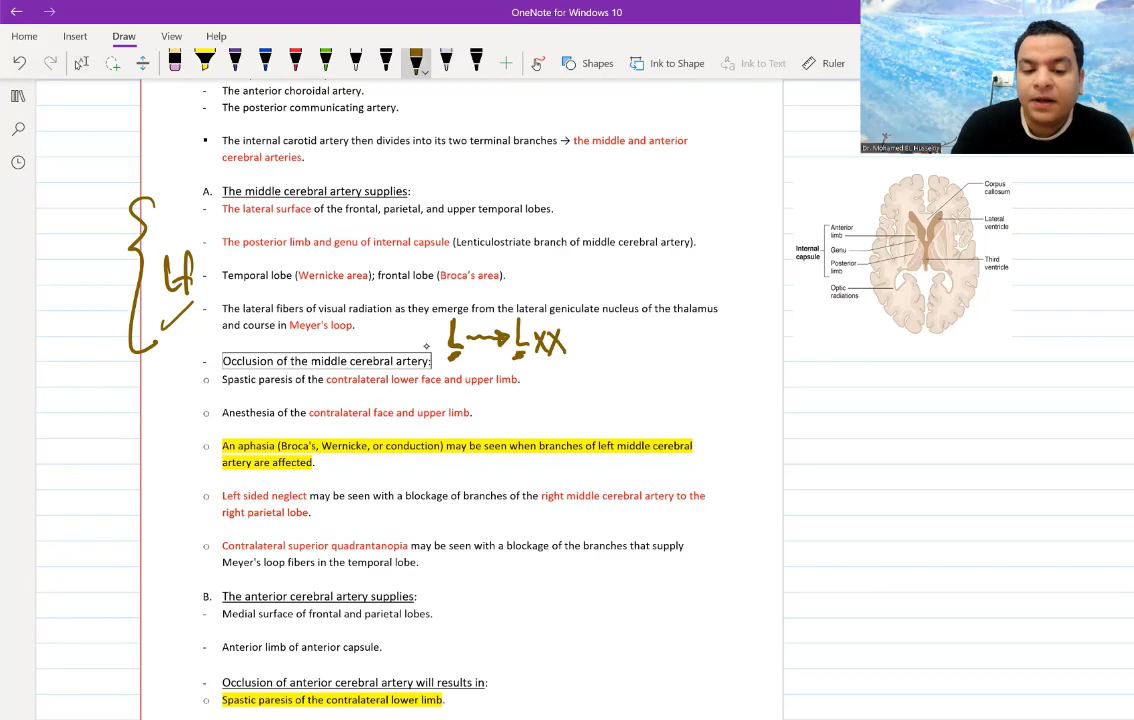 OneNote for Windows 10
Home Insert Draw View Help
Shapes Ink to Shape Ink to Text Ruler
Dr. Mohamed EL Husseiny
- The anterior choroidal artery.
- The posterior communicating artery.
▪ The internal carotid artery then divides into its two terminal branches → the middle and anterior
cerebral arteries.
A. The middle cerebral artery supplies:
- The lateral surface of the frontal, parietal, and upper temporal lobes.
- The posterior limb and genu of internal capsule (Lenticulostriate branch of middle cerebral artery).
- Temporal lobe (Wernicke area); frontal lobe (Broca's area).
- The lateral fibers of visual radiation as they emerge from the lateral geniculate nucleus of the thalamus
and course in Meyer's loop.
L → L XX
- Occlusion of the middle cerebral artery:
o Spastic paresis of the contralateral lower face and upper limb.
o Anesthesia of the contralateral face and upper limb.
o An aphasia (Broca's, Wernicke, or conduction) may be seen when branches of left middle cerebral
artery are affected.
o Left sided neglect may be seen with a blockage of branches of the right middle cerebral artery to the
right parietal lobe.
o Contralateral superior quadrantanopia may be seen with a blockage of the branches that supply
Meyer's loop fibers in the temporal lobe.
B. The anterior cerebral artery supplies:
- Medial surface of frontal and parietal lobes.
- Anterior limb of anterior capsule.
- Occlusion of anterior cerebral artery will results in:
o Spastic paresis of the contralateral lower limb.
Corpus
callosum
Lateral
ventricle
Third
ventricle
Internal
capsule
Anterior
limb
Genu
Posterior
limb
Optic
radiations